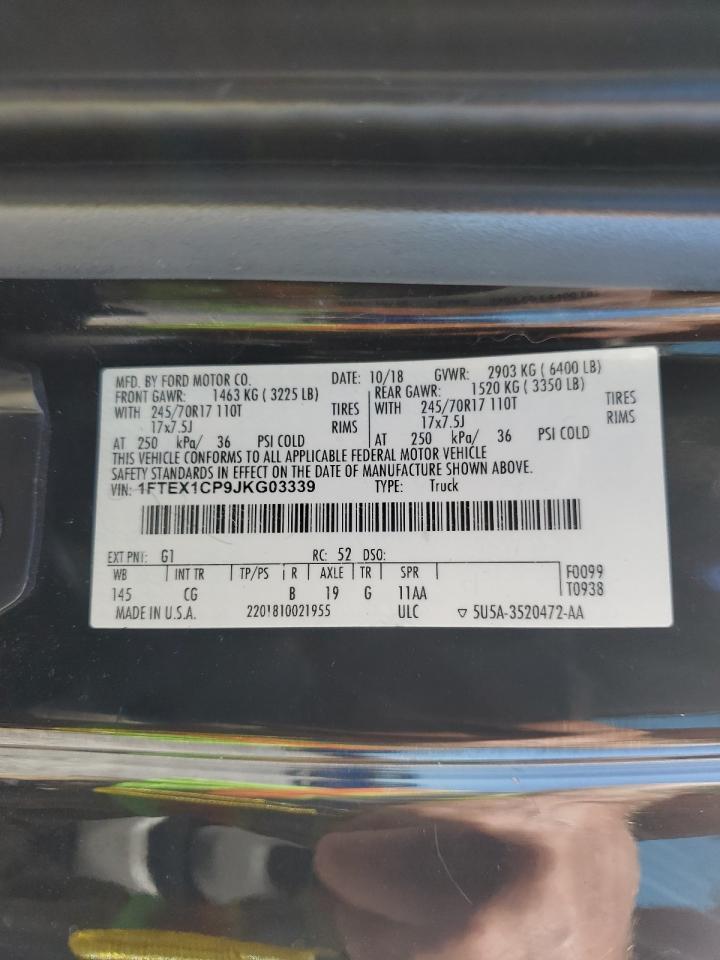 MFD. BY FORD MOTOR CO. DATE: 10/18 GVWR: 2903 KG ( 6400 LB)
FRONT GAWR: 1463 KG ( 3225 LB) REAR GAWR: 1520 KG ( 3350 LB)
WITH 245/70R17 110T TIRES WITH 245/70R17 110T TIRES
17x7.5J RIMS 17x7.5J RIMS
AT 250 kPa/ 36 PSI COLD AT 250 kPa/ 36 PSI COLD
THIS VEHICLE CONFORMS TO ALL APPLICABLE FEDERAL MOTOR VEHICLE
SAFETY STANDARDS IN EFFECT ON THE DATE OF MANUFACTURE SHOWN ABOVE.
VIN: 1FTEX1CP9JKG03339 TYPE: Truck
EXT PNT: G1 RC: 52 DSO:
WB INT TR TP/PS R AXLE TR SPR F0099
145 CG B 19 G 11AA T0938
MADE IN U.S.A. 2201810021955 ULC ▽ 5U5A-3520472-AA